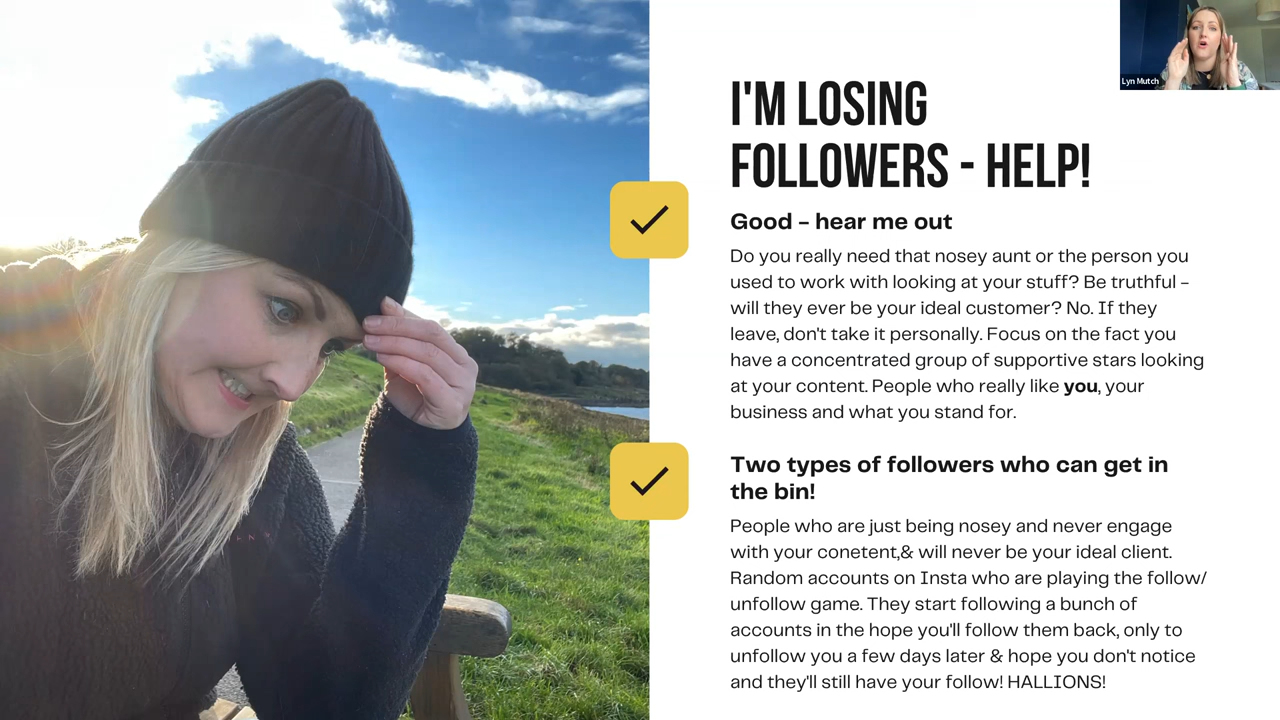 Lyn Mutch
I'M LOSING
FOLLOWERS - HELP!
Good - hear me out
Do you really need that nosey aunt or the person you
used to work with looking at your stuff? Be truthful -
will they ever be your ideal customer? No. If they
leave, don't take it personally. Focus on the fact you
have a concentrated group of supportive stars looking
at your content. People who really like you, your
business and what you stand for.
Two types of followers who can get in
the bin!
People who are just being nosey and never engage
with your conetent,& will never be your ideal client.
Random accounts on Insta who are playing the follow/
unfollow game. They start following a bunch of
accounts in the hope you'll follow them back, only to
unfollow you a few days later & hope you don't notice
and they'll still have your follow! HALLIONS!